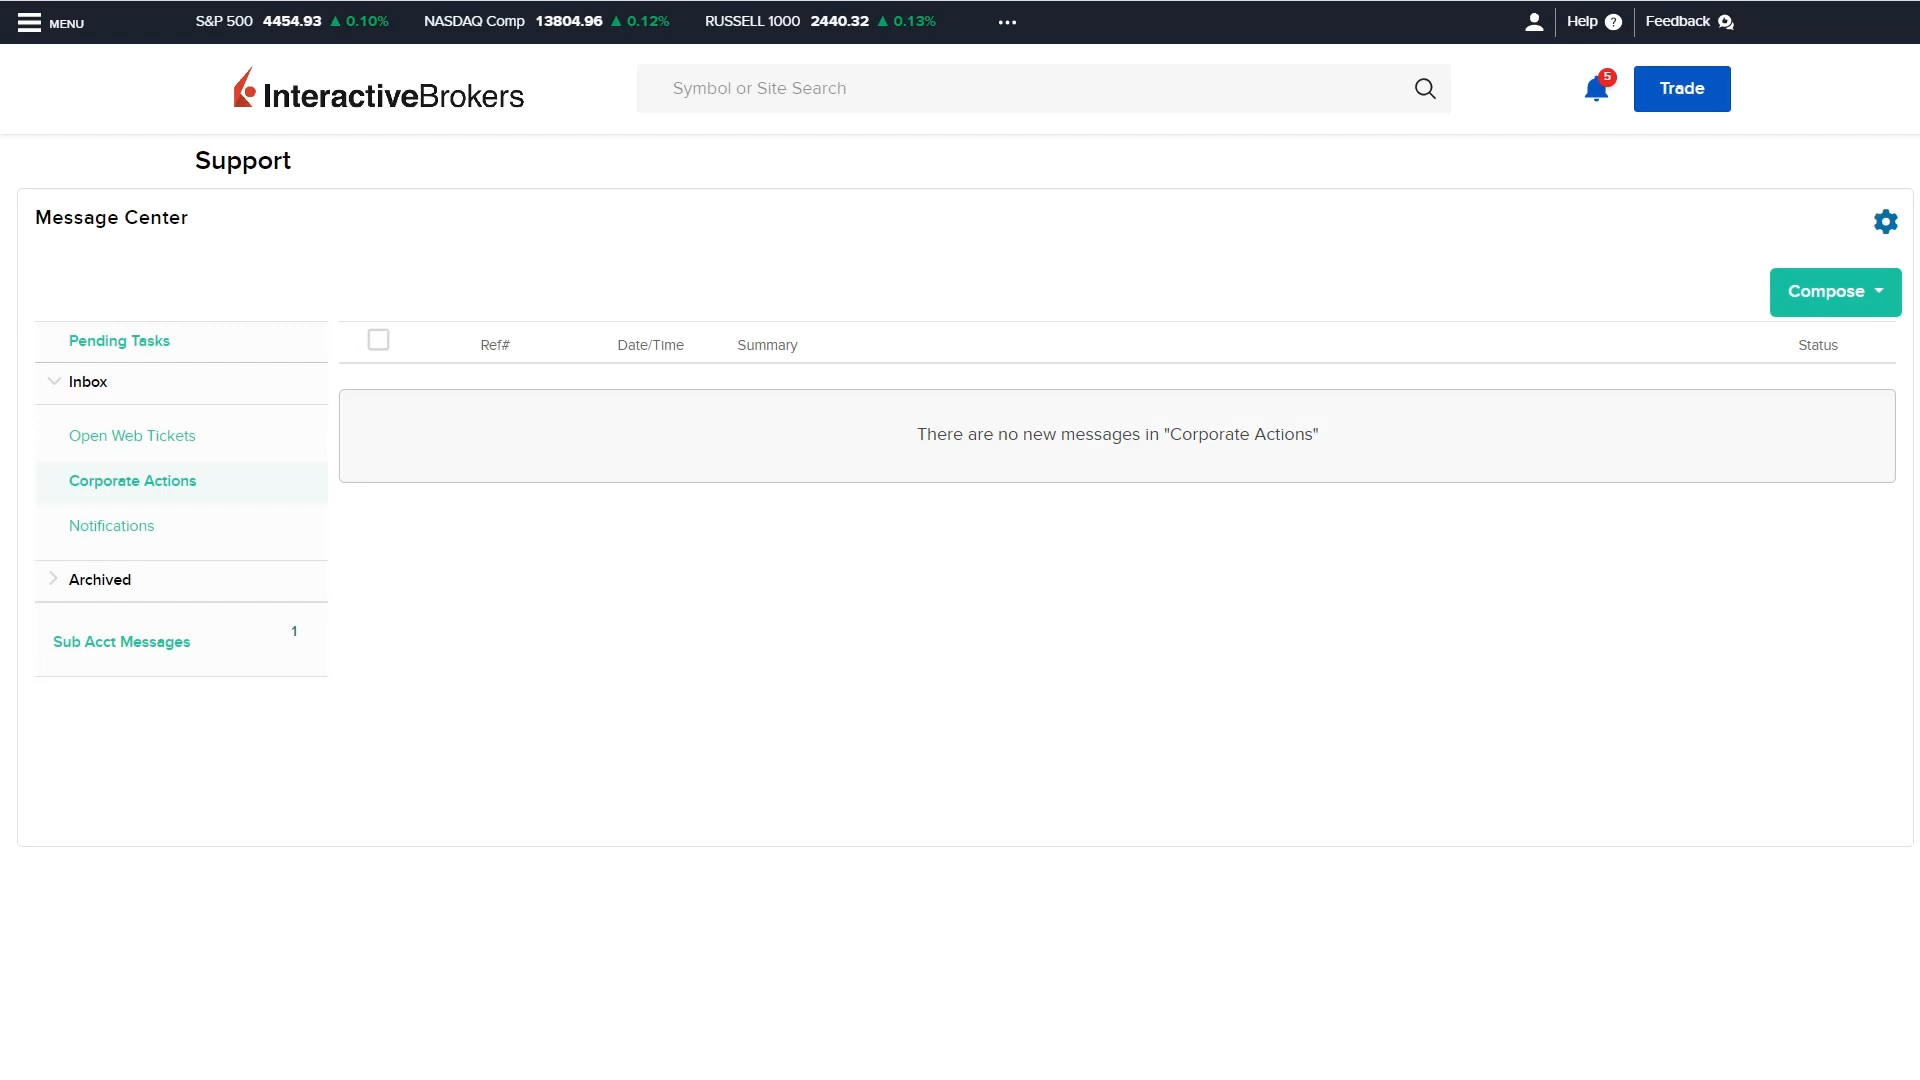 MENU
S&P 500 4454.93 ▲ 0.10% NASDAQ Comp 13804.96 ▲ 0.12% RUSSELL 1000 2440.32 ▲ 0.13% •••
Help ? Feedback
InteractiveBrokers
Symbol or Site Search
5
Trade
Support
Message Center
Compose
Pending Tasks
Inbox
Open Web Tickets
Corporate Actions
Notifications
Archived
Sub Acct Messages 1
Ref# Date/Time Summary Status
There are no new messages in "Corporate Actions"